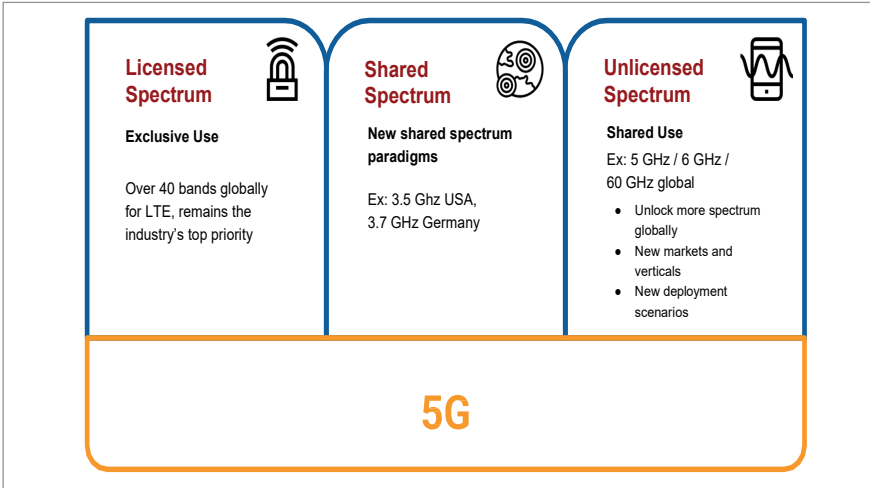 Licensed
Spectrum
Exclusive Use
Over 40 bands globally
for LTE, remains the
industry’s top priority
Shared
Spectrum
New shared spectrum
paradigms
Ex: 3.5 Ghz USA,
3.7 GHz Germany
Unlicensed
Spectrum
Shared Use
Ex: 5 GHz / 6 GHz /
60 GHz global
● Unlock more spectrum
globally
● New markets and
verticals
● New deployment
scenarios
5G